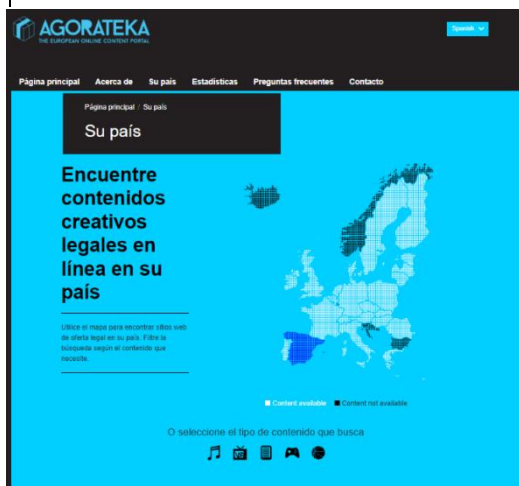 AGORATEKA
THE EUROPEAN ONLINE CONTENT PORTAL
Spanish
Página principal Acerca de Su país Estadísticas Preguntas frecuentes Contacto
Página principal / Su país
Su país
Encuentre
contenidos
creativos
legales en
línea en su
país
Utilice el mapa para encontrar sitios web
de oferta legal en su país. Filtre la
búsqueda según el contenido que
necesite.
Content available Content not available
O seleccione el tipo de contenido que busca